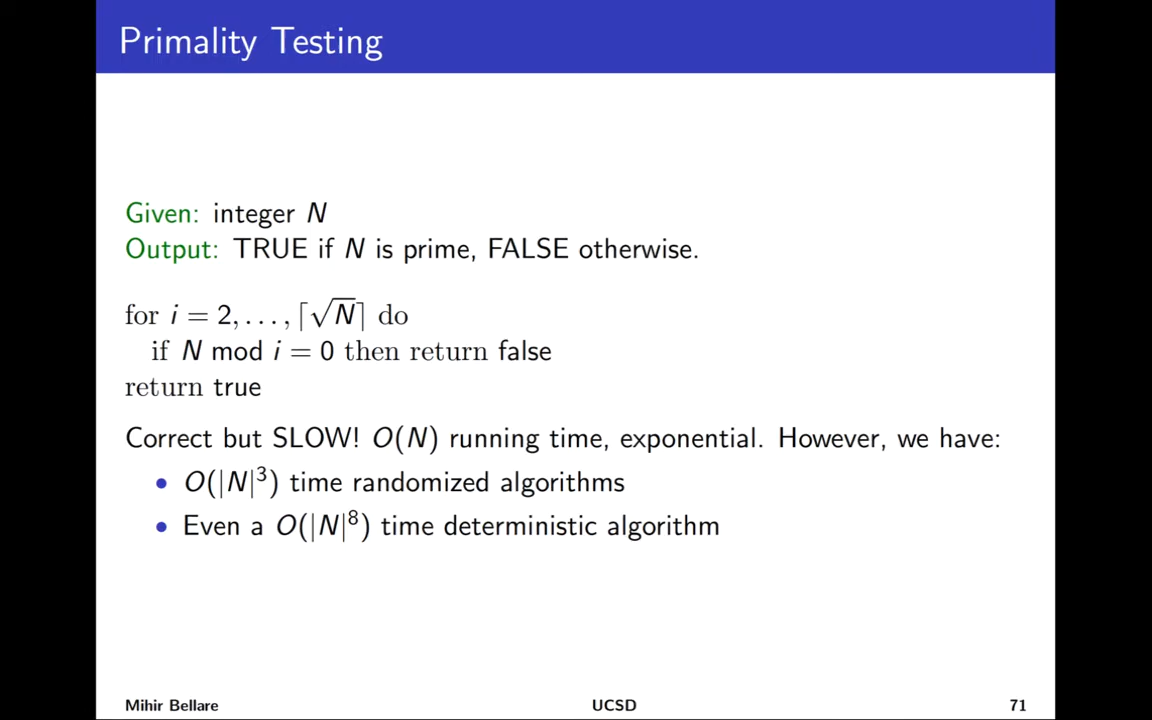 Primality Testing
Given: integer N
Output: TRUE if N is prime, FALSE otherwise.
for i = 2, . . . , ⌈√N⌉ do
if N mod i = 0 then return false
return true
Correct but SLOW! O(N) running time, exponential. However, we have:
• O(|N|³) time randomized algorithms
• Even a O(|N|⁸) time deterministic algorithm
Mihir Bellare UCSD 71